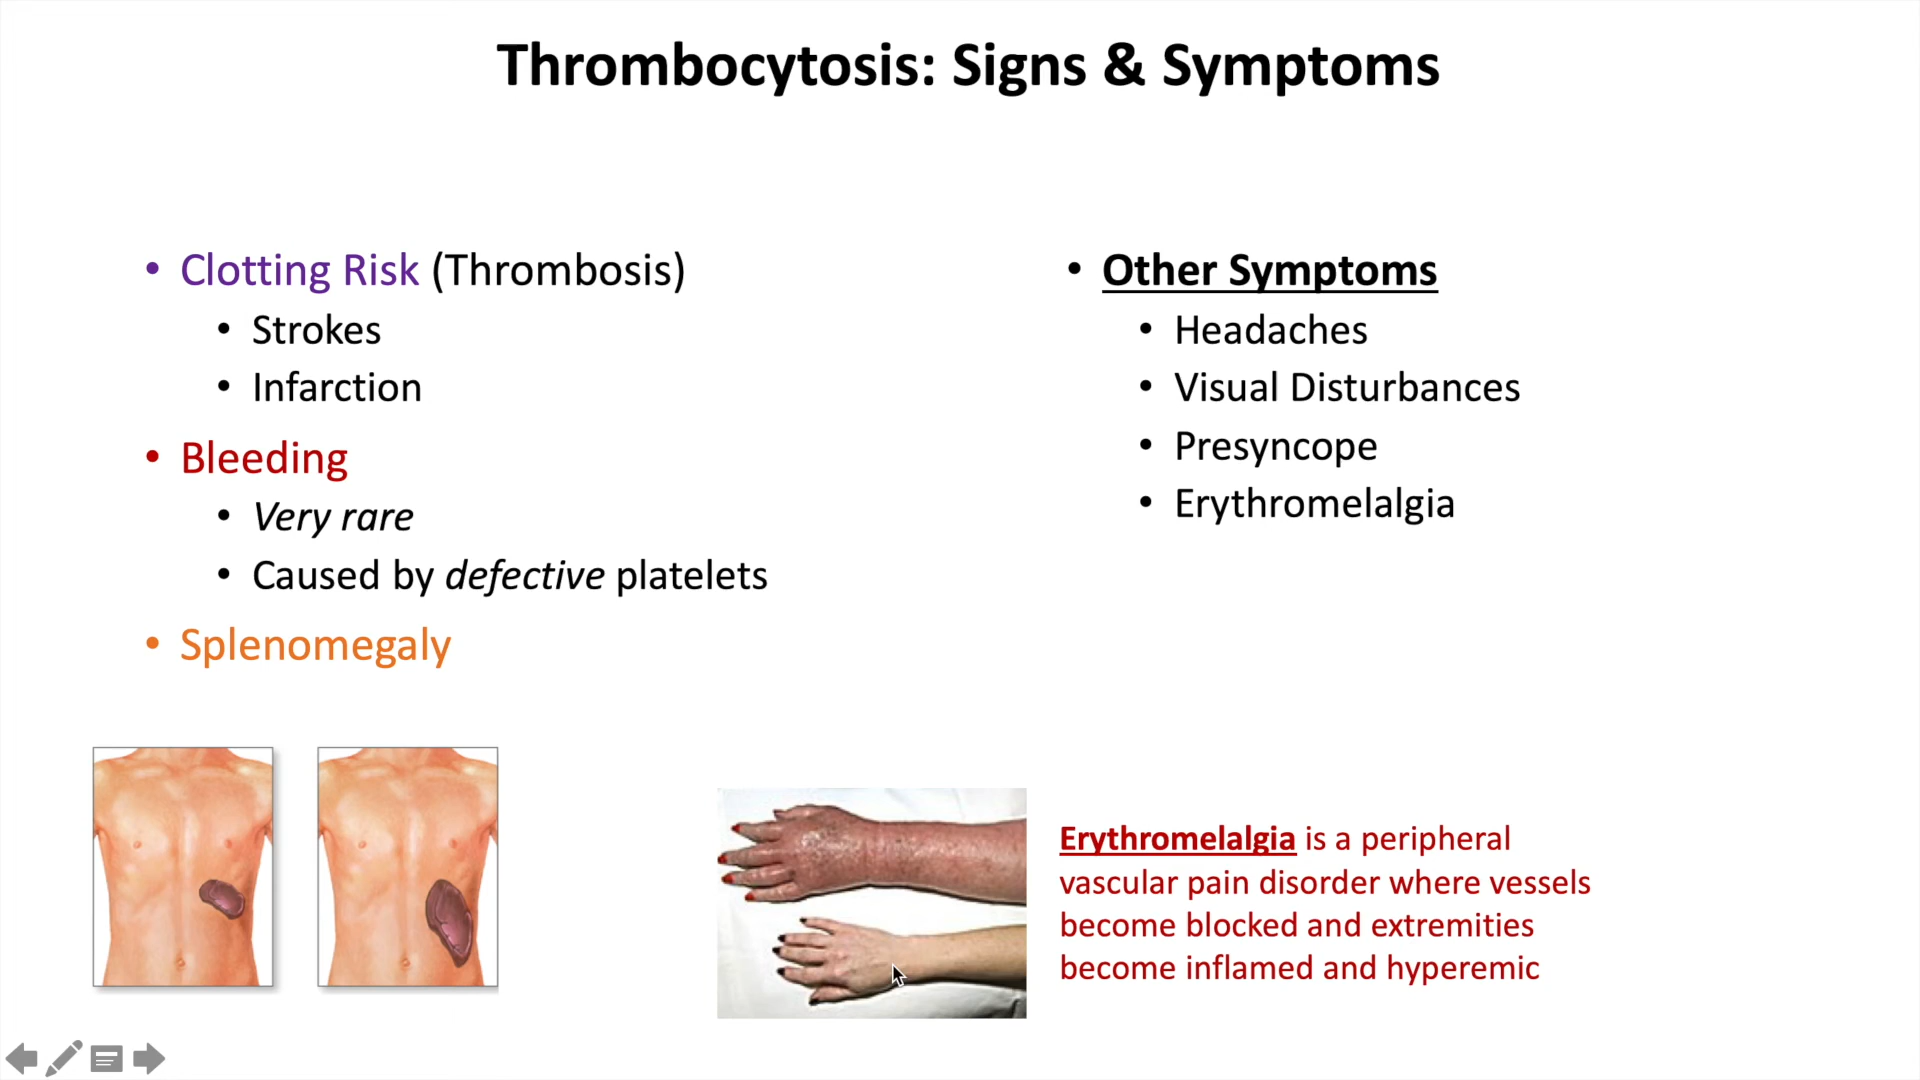 Thrombocytosis: Signs & Symptoms
• Clotting Risk (Thrombosis)
• Strokes
• Infarction
• Bleeding
• Very rare
• Caused by defective platelets
• Splenomegaly
• Other Symptoms
• Headaches
• Visual Disturbances
• Presyncope
• Erythromelalgia
Erythromelalgia is a peripheral
vascular pain disorder where vessels
become blocked and extremities
become inflamed and hyperemic